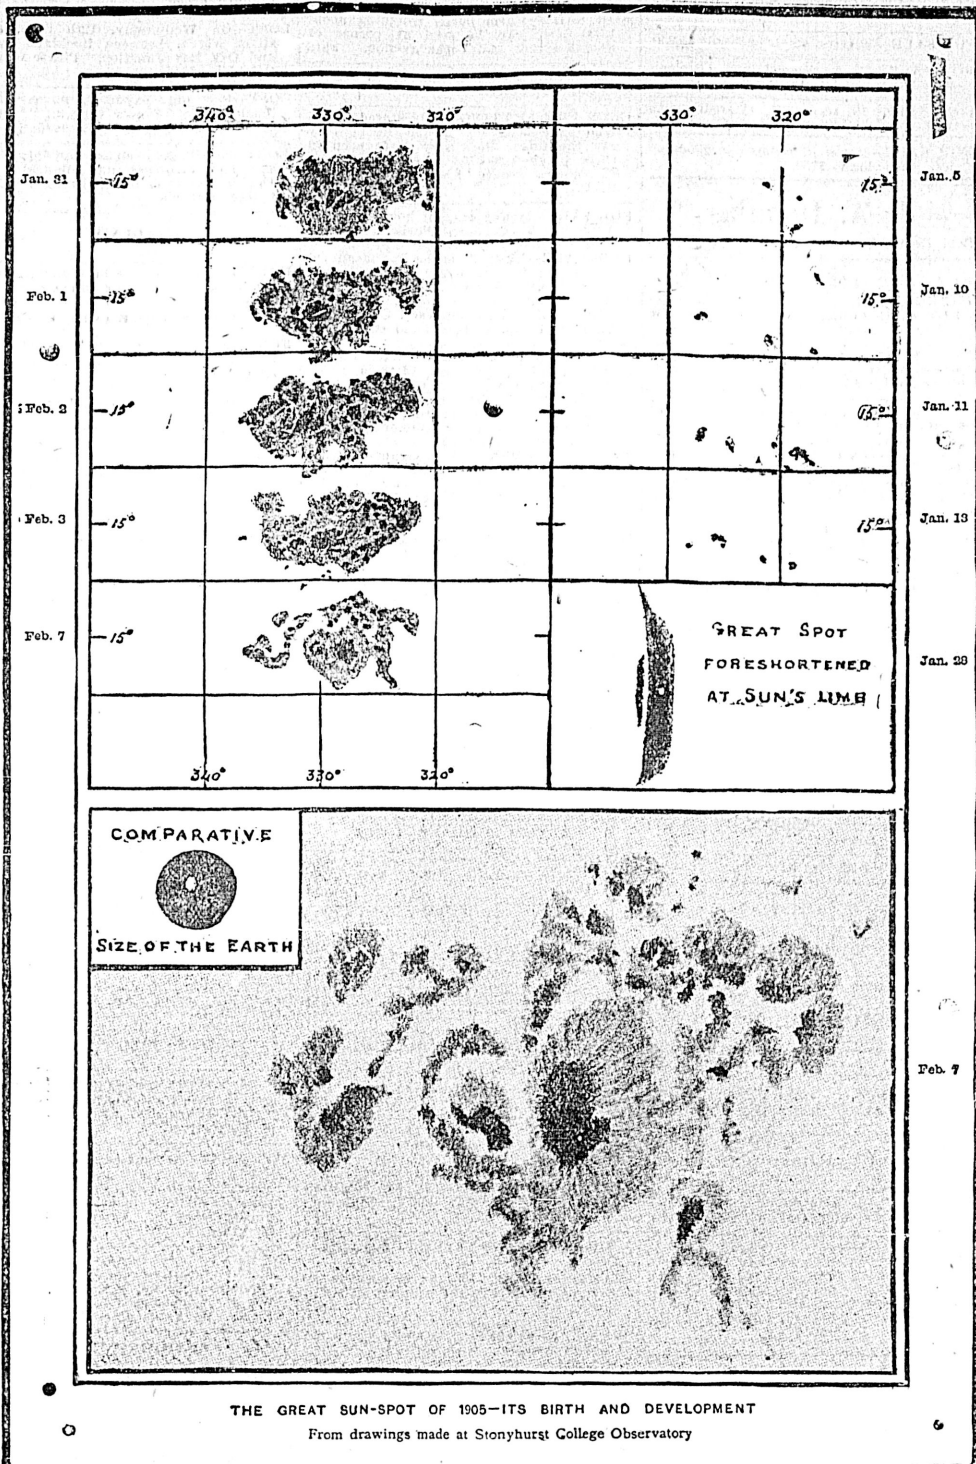 340° 330° 320° 330° 320°
Jan. 31 15° 15° Jan. 5
Feb. 1 15° 15° Jan. 10
Feb. 2 15° 15° Jan. 11
Feb. 3 15° 15° Jan. 13
Feb. 7 15°
GREAT SPOT
FORESHORTENED
AT SUN'S LIMB
Jan. 28
340° 330° 320°
COMPARATIVE
SIZE OF THE EARTH
Feb. 7
THE GREAT SUN-SPOT OF 1905—ITS BIRTH AND DEVELOPMENT
From drawings made at Stonyhurst College Observatory